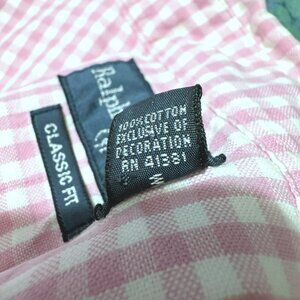 Ralph
CLASSIC FIT
100% COTTON
EXCLUSIVE OF
DECORATION
RN 41381